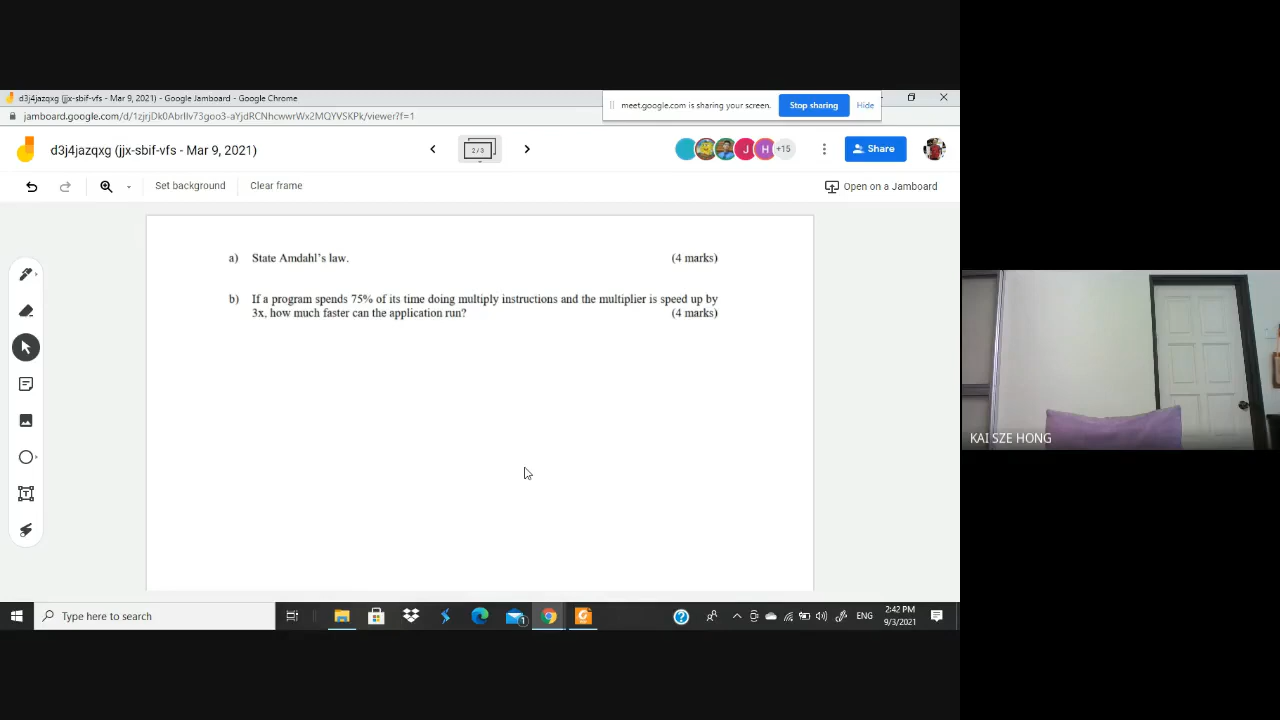 d3j4jazqxg (jjx-sbif-vfs - Mar 9, 2021) - Google Jamboard - Google Chrome
meet.google.com is sharing your screen.
Stop sharing
Hide
d3j4jazqxg (jjx-sbif-vfs - Mar 9, 2021)
2/3
J
H
+15
Share
Set background
Clear frame
Open on a Jamboard
a) State Amdahl's law. (4 marks)
b) If a program spends 75% of its time doing multiply instructions and the multiplier is speed up by
3x, how much faster can the application run? (4 marks)
KAI SZE HONG
Type here to search
1
ENG
2:42 PM
9/3/2021